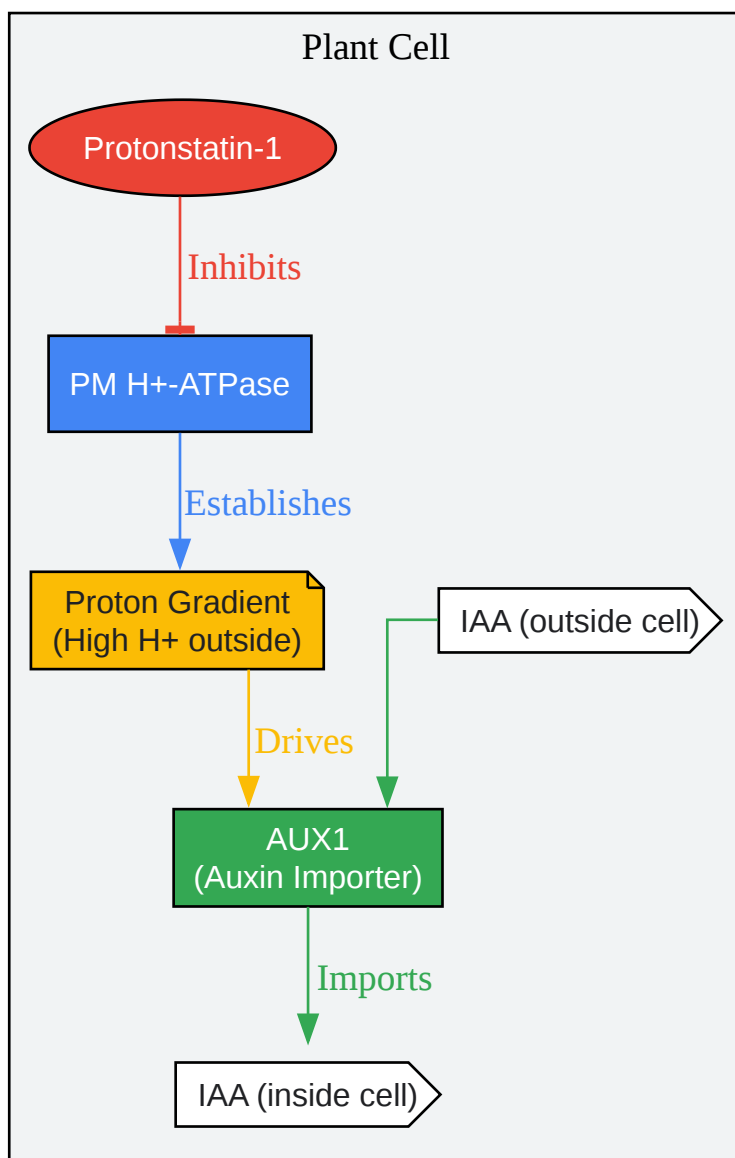 Plant Cell
Protonstatin-1
Inhibits
PM H+-ATPase
Establishes
Proton Gradient
(High H+ outside)
IAA (outside cell)
Drives
AUX1
(Auxin Importer)
Imports
IAA (inside cell)